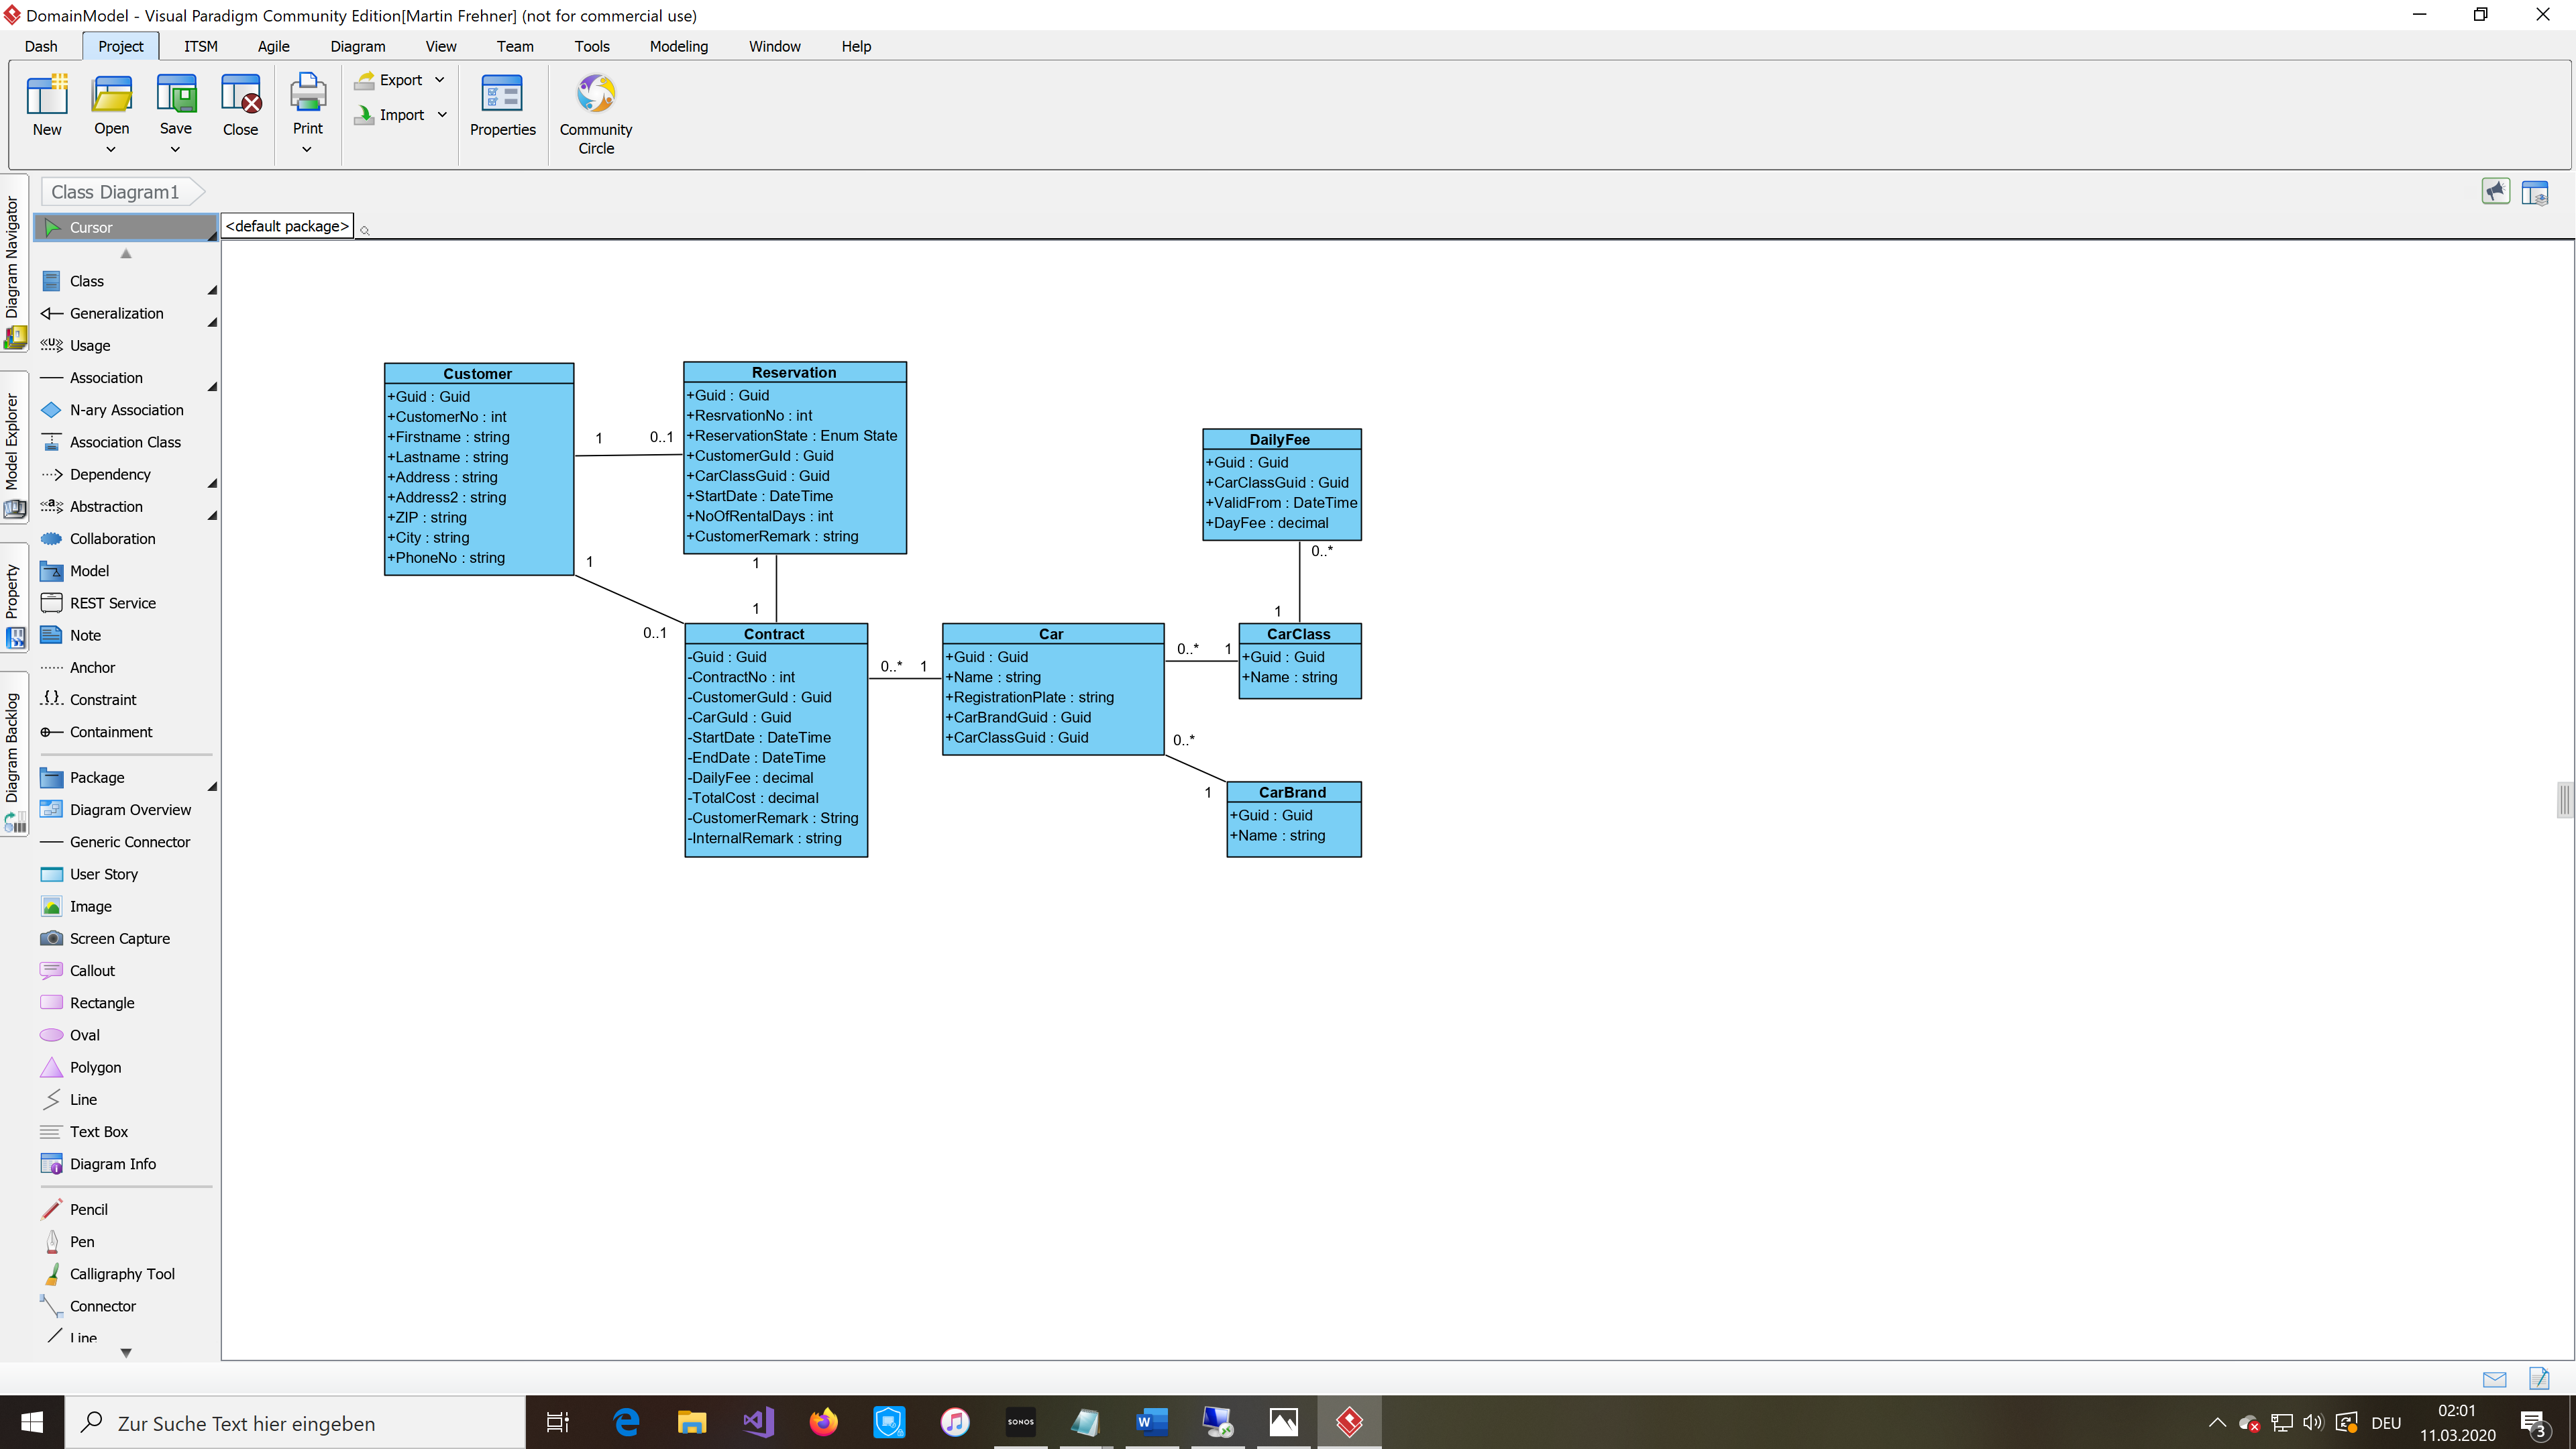 DomainModel - Visual Paradigm Community Edition[Martin Frehner] (not for commercial use)
Dash Project ITSM Agile Diagram View Team Tools Modeling Window Help
New Open Save Close Print Export Import Properties Community Circle
Class Diagram1
Diagram Navigator
Model Explorer
Property
Diagram Backlog
Cursor
<default package>
Class
Generalization
«U» Usage
Association
N-ary Association
Association Class
Dependency
«a» Abstraction
Collaboration
Model
REST Service
Note
Anchor
{ } Constraint
Containment
Package
Diagram Overview
Generic Connector
User Story
Image
Screen Capture
Callout
Rectangle
Oval
Polygon
Line
Text Box
Diagram Info
Pencil
Pen
Calligraphy Tool
Connector
Line
Customer
+Guid : Guid
+CustomerNo : int
+Firstname : string
+Lastname : string
+Address : string
+Address2 : string
+ZIP : string
+City : string
+PhoneNo : string
1 0..1
Reservation
+Guid : Guid
+ResrvationNo : int
+ReservationState : Enum State
+CustomerGuId : Guid
+CarClassGuid : Guid
+StartDate : DateTime
+NoOfRentalDays : int
+CustomerRemark : string
1
0..1
1
1
DailyFee
+Guid : Guid
+CarClassGuid : Guid
+ValidFrom : DateTime
+DayFee : decimal
0..*
1
Contract
-Guid : Guid
-ContractNo : int
-CustomerGuId : Guid
-CarGuId : Guid
-StartDate : DateTime
-EndDate : DateTime
-DailyFee : decimal
-TotalCost : decimal
-CustomerRemark : String
-InternalRemark : string
0..* 1
Car
+Guid : Guid
+Name : string
+RegistrationPlate : string
+CarBrandGuid : Guid
+CarClassGuid : Guid
0..* 1
CarClass
+Guid : Guid
+Name : string
0..*
1
CarBrand
+Guid : Guid
+Name : string
Zur Suche Text hier eingeben
SONOS
DEU
02:01
11.03.2020
3